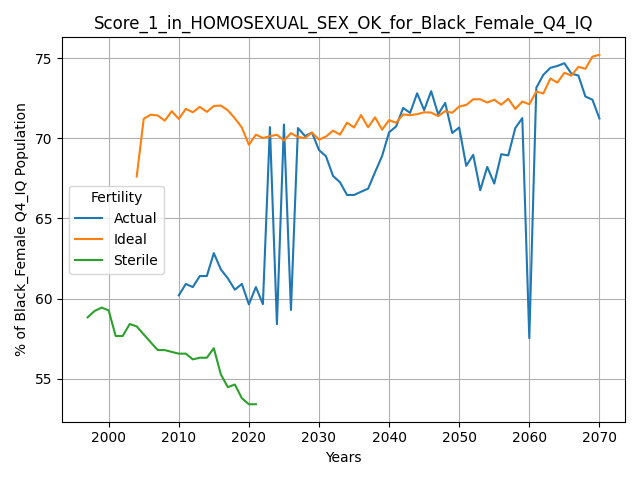 Score_1_in_HOMOSEXUAL_SEX_OK_for_Black_Female_Q4_IQ
% of Black_Female Q4_IQ Population
75
70
65
60
55
Fertility
Actual
Ideal
Sterile
2000 2010 2020 2030 2040 2050 2060 2070
Years